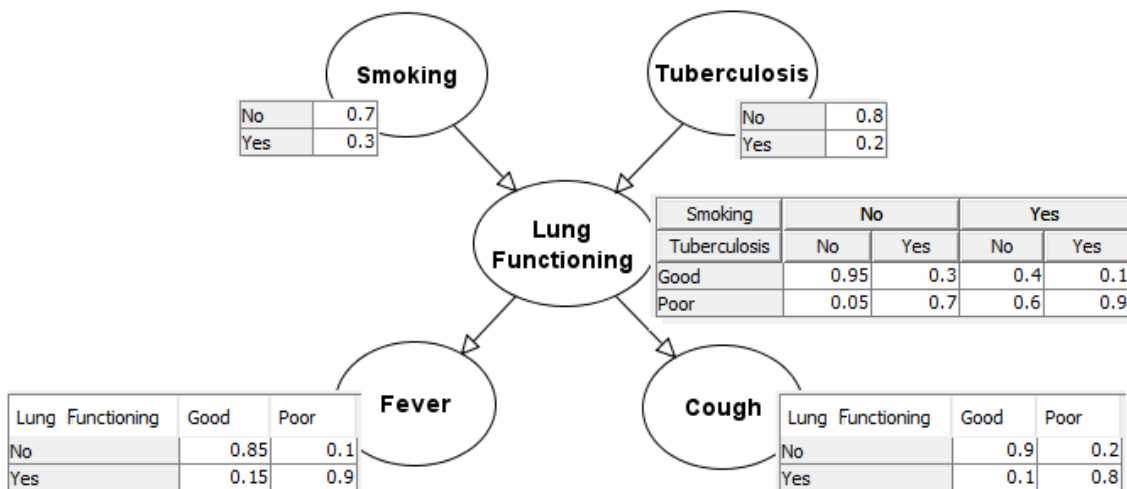 Smoking
No 0.7
Yes 0.3
Tuberculosis
No 0.8
Yes 0.2
Lung
Functioning
Smoking No Yes
Tuberculosis No Yes No Yes
Good 0.95 0.3 0.4 0.1
Poor 0.05 0.7 0.6 0.9
Fever
Lung Functioning Good Poor
No 0.85 0.1
Yes 0.15 0.9
Cough
Lung Functioning Good Poor
No 0.9 0.2
Yes 0.1 0.8